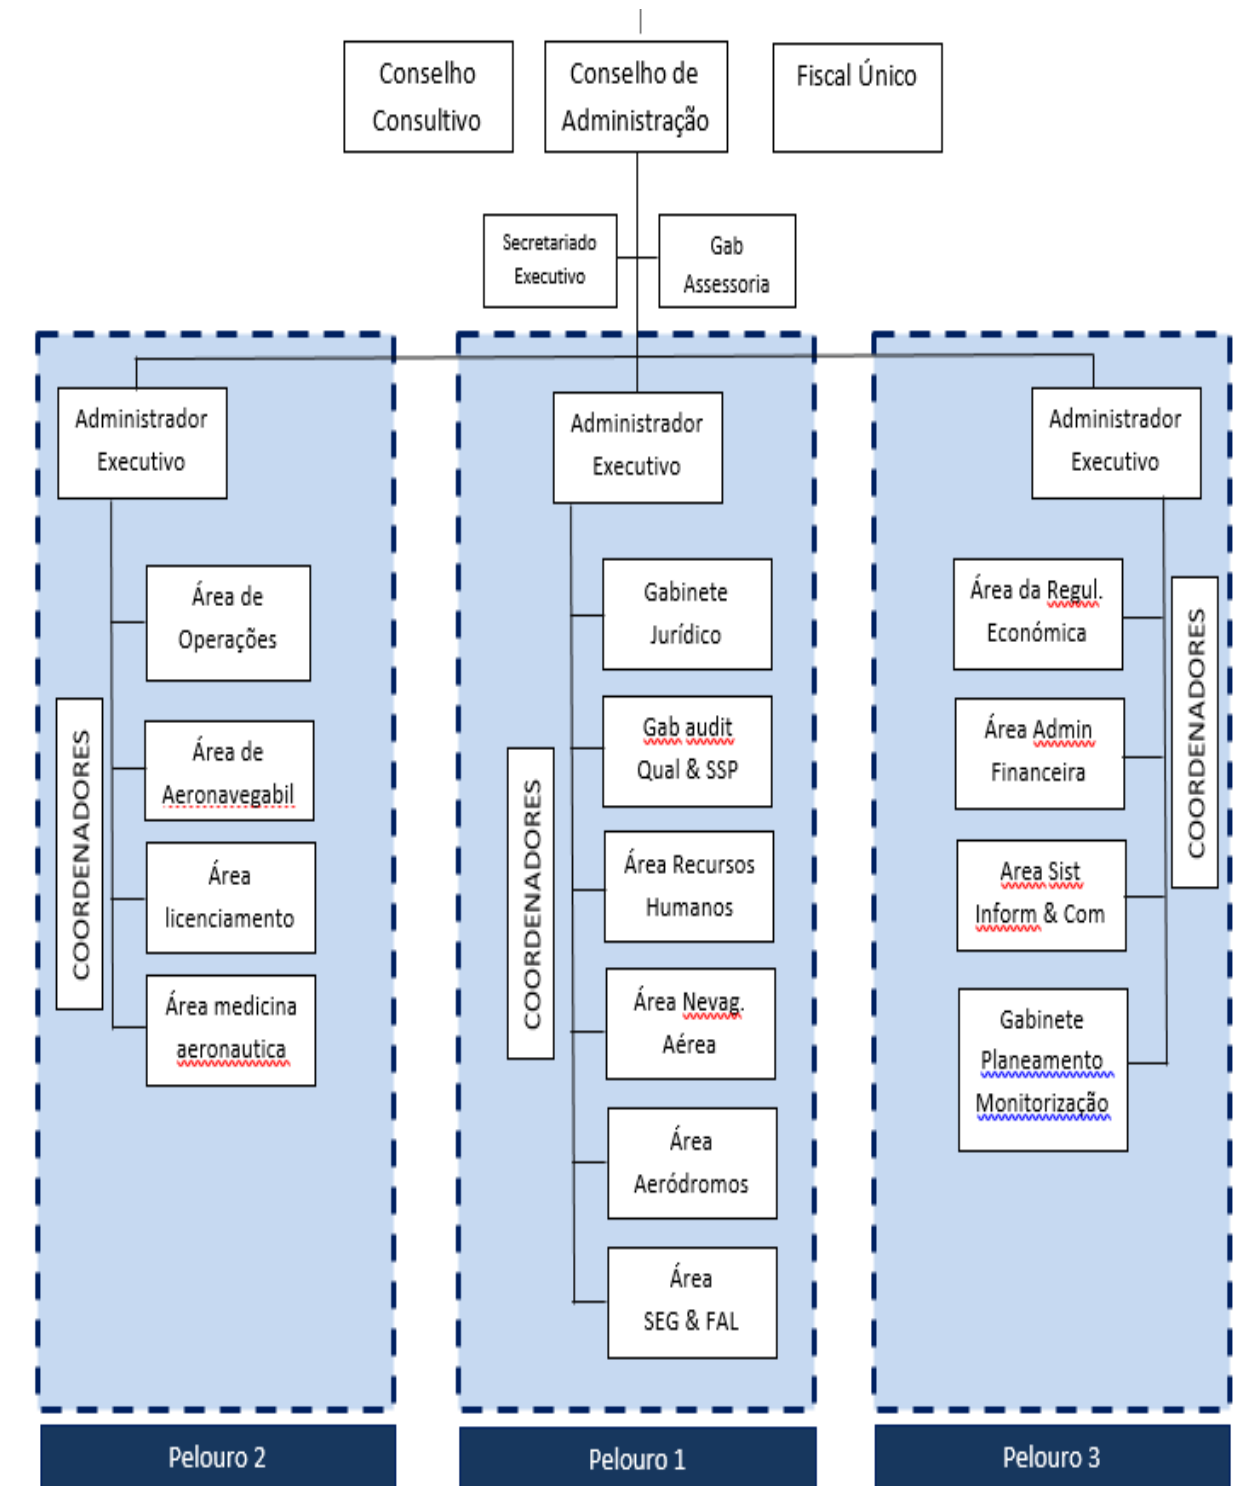 Conselho
Consultivo
Conselho de
Administração
Fiscal Único
Secretariado
Executivo
Gab
Assessoria
Administrador
Executivo
COORDENADORES
Área de
Operações
Área de
Aeronavegabil
Área
licenciamento
Área medicina
aeronautica
Pelouro 2
Administrador
Executivo
COORDENADORES
Gabinete
Jurídico
Gab audit
Qual & SSP
Área Recursos
Humanos
Área Nevag.
Aérea
Área
Aeródromos
Área
SEG & FAL
Pelouro 1
Administrador
Executivo
COORDENADORES
Área da Regul.
Económica
Área Admin
Financeira
Area Sist
Inform & Com
Gabinete
Planeamento
Monitorização
Pelouro 3